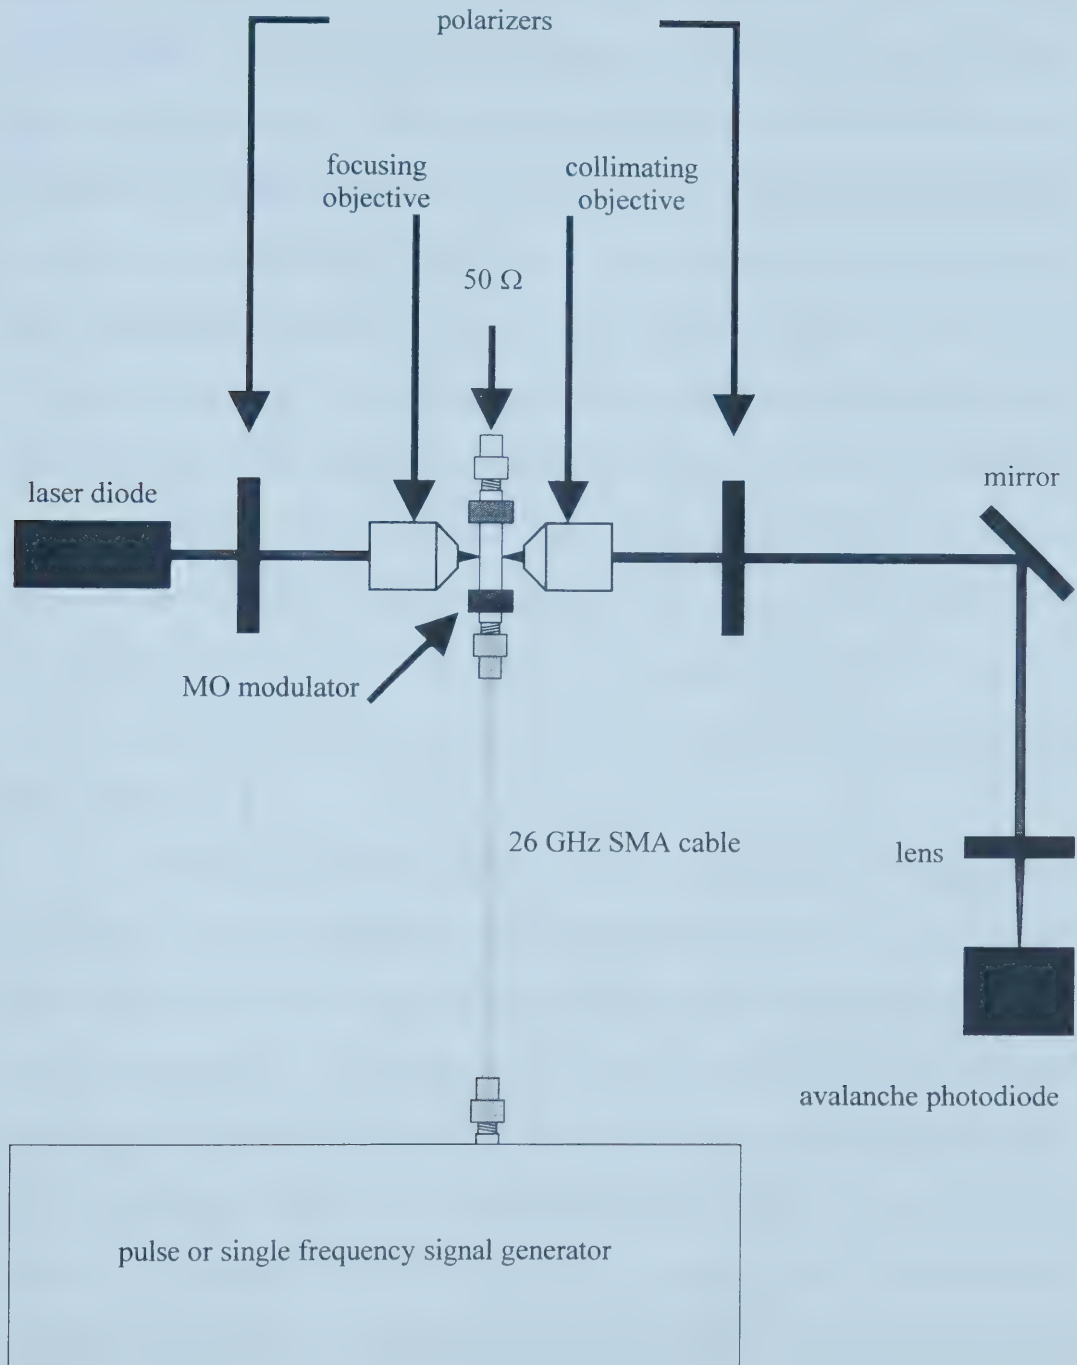 polarizers
focusing
objective
collimating
objective
50 Ω
laser diode
mirror
MO modulator
26 GHz SMA cable
lens
avalanche photodiode
pulse or single frequency signal generator